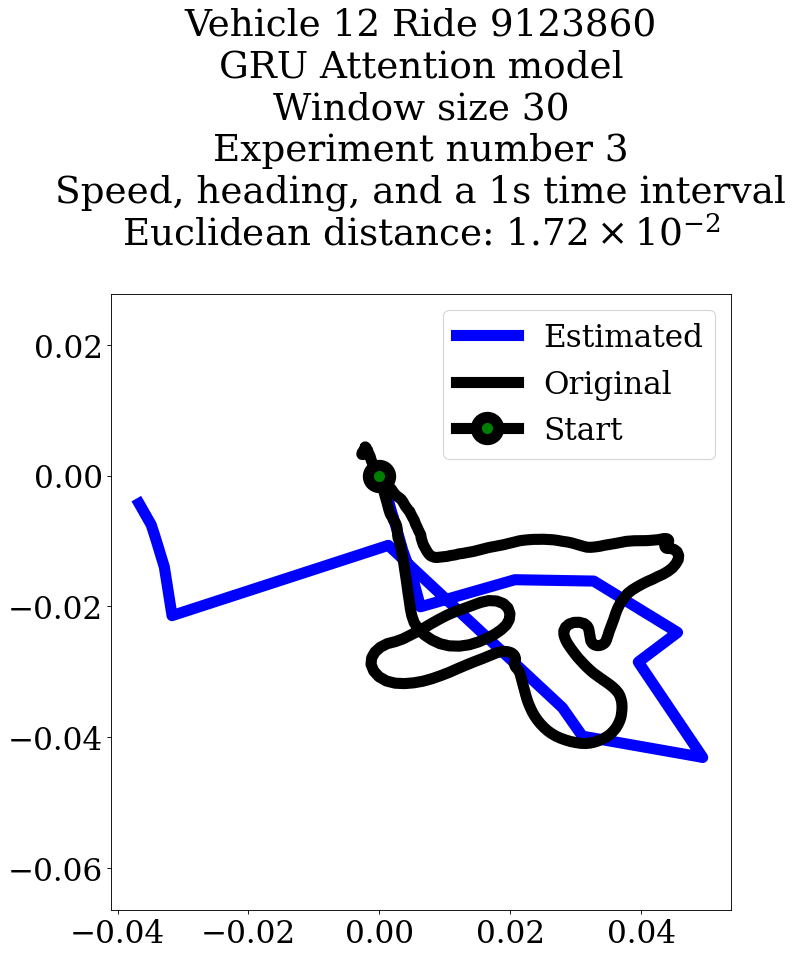 Vehicle 12 Ride 9123860
GRU Attention model
Window size 30
Experiment number 3
Speed, heading, and a 1s time interval
Euclidean distance: 1.72 × 10⁻²
Estimated
Original
Start
0.02
0.00
−0.02
−0.04
−0.06
−0.04 −0.02 0.00 0.02 0.04